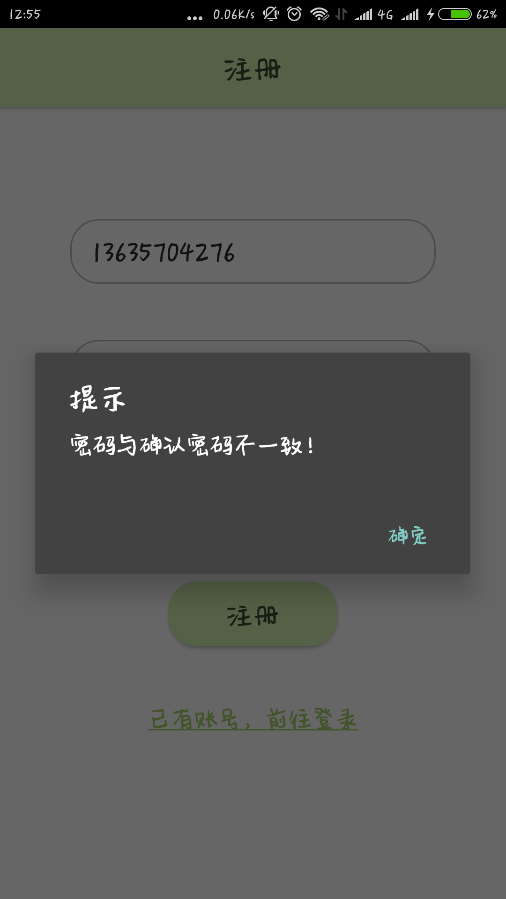 12:55 ... 0.06K/s 4G 62%
注册
13635704276
提示
密码与确认密码不一致!
确定
注册
已有账号，前往登录